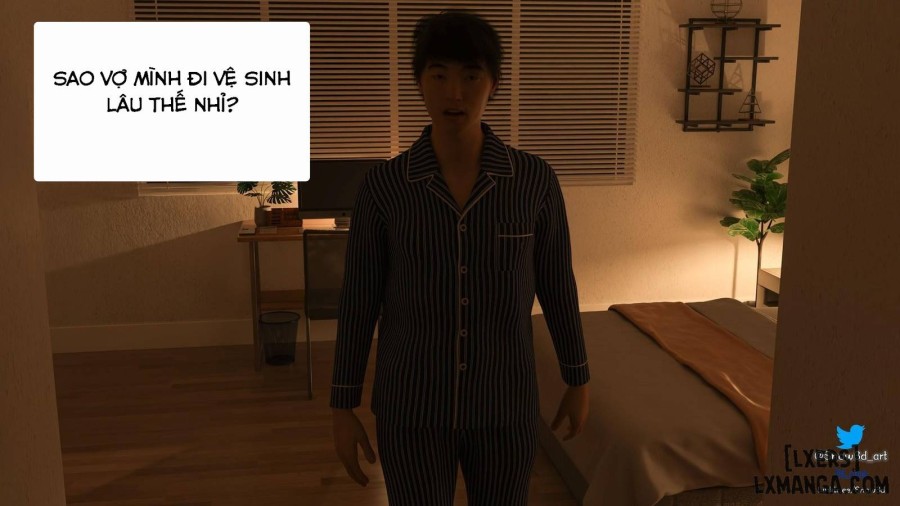 SAO VỢ MÌNH ĐI VỆ SINH
LÂU THẾ NHỈ?
[LXERS]
LXMANGA.COM